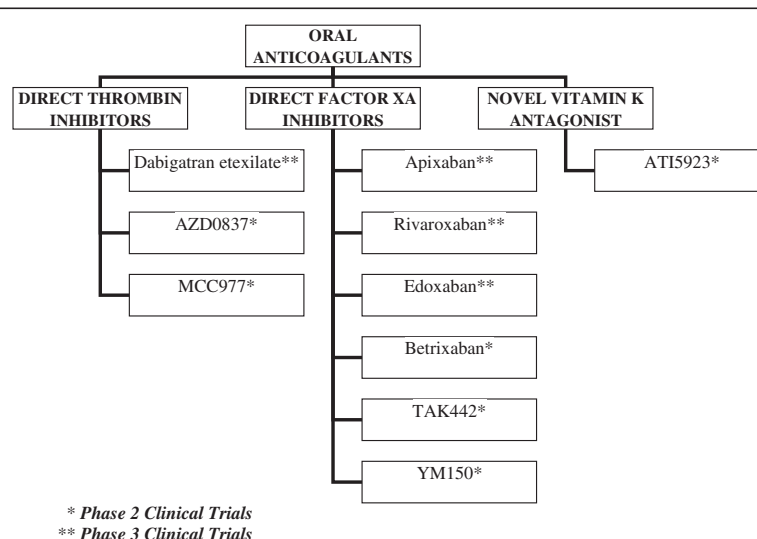 ORAL
ANTICOAGULANTS
DIRECT THROMBIN
INHIBITORS
DIRECT FACTOR XA
INHIBITORS
NOVEL VITAMIN K
ANTAGONIST
Dabigatran etexilate**
AZD0837*
MCC977*
Apixaban**
Rivaroxaban**
Edoxaban**
Betrixaban*
TAK442*
YM150*
ATI5923*
* Phase 2 Clinical Trials
** Phase 3 Clinical Trials